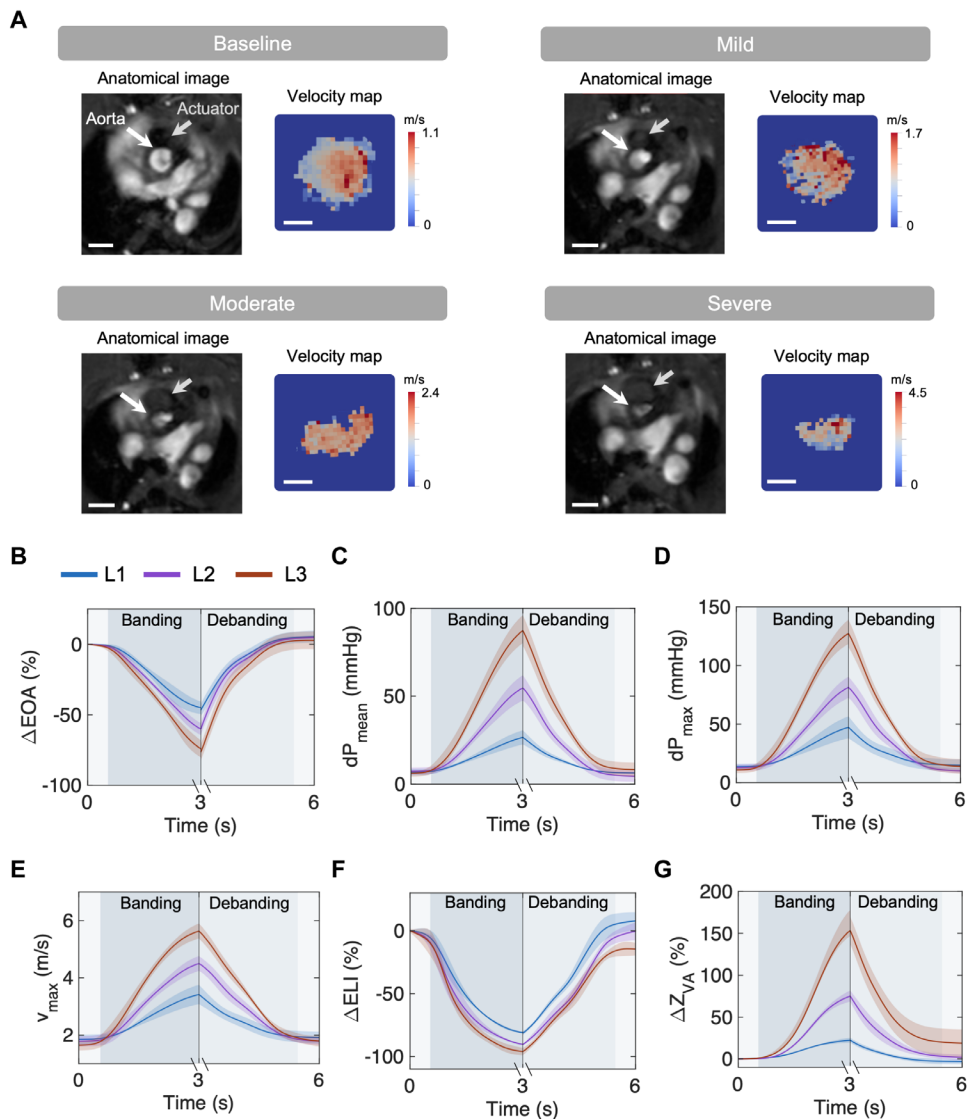 A
Baseline
Mild
Anatomical image
Velocity map
Aorta
Actuator
m/s
1.1
0
Anatomical image
Velocity map
m/s
1.7
0
Moderate
Severe
Anatomical image
Velocity map
m/s
2.4
0
Anatomical image
Velocity map
m/s
4.5
0
B
L1 L2 L3
Banding Debanding
ΔEOA (%)
0
-50
-100
0 3 6
Time (s)
C
Banding Debanding
dP_mean (mmHg)
100
50
0
0 3 6
Time (s)
D
Banding Debanding
dP_max (mmHg)
150
100
50
0
0 3 6
Time (s)
E
Banding Debanding
v_max (m/s)
6
4
2
0 3 6
Time (s)
F
Banding Debanding
ΔELI (%)
0
-50
-100
0 3 6
Time (s)
G
Banding Debanding
ΔZ_VA (%)
200
150
100
50
0
0 3 6
Time (s)